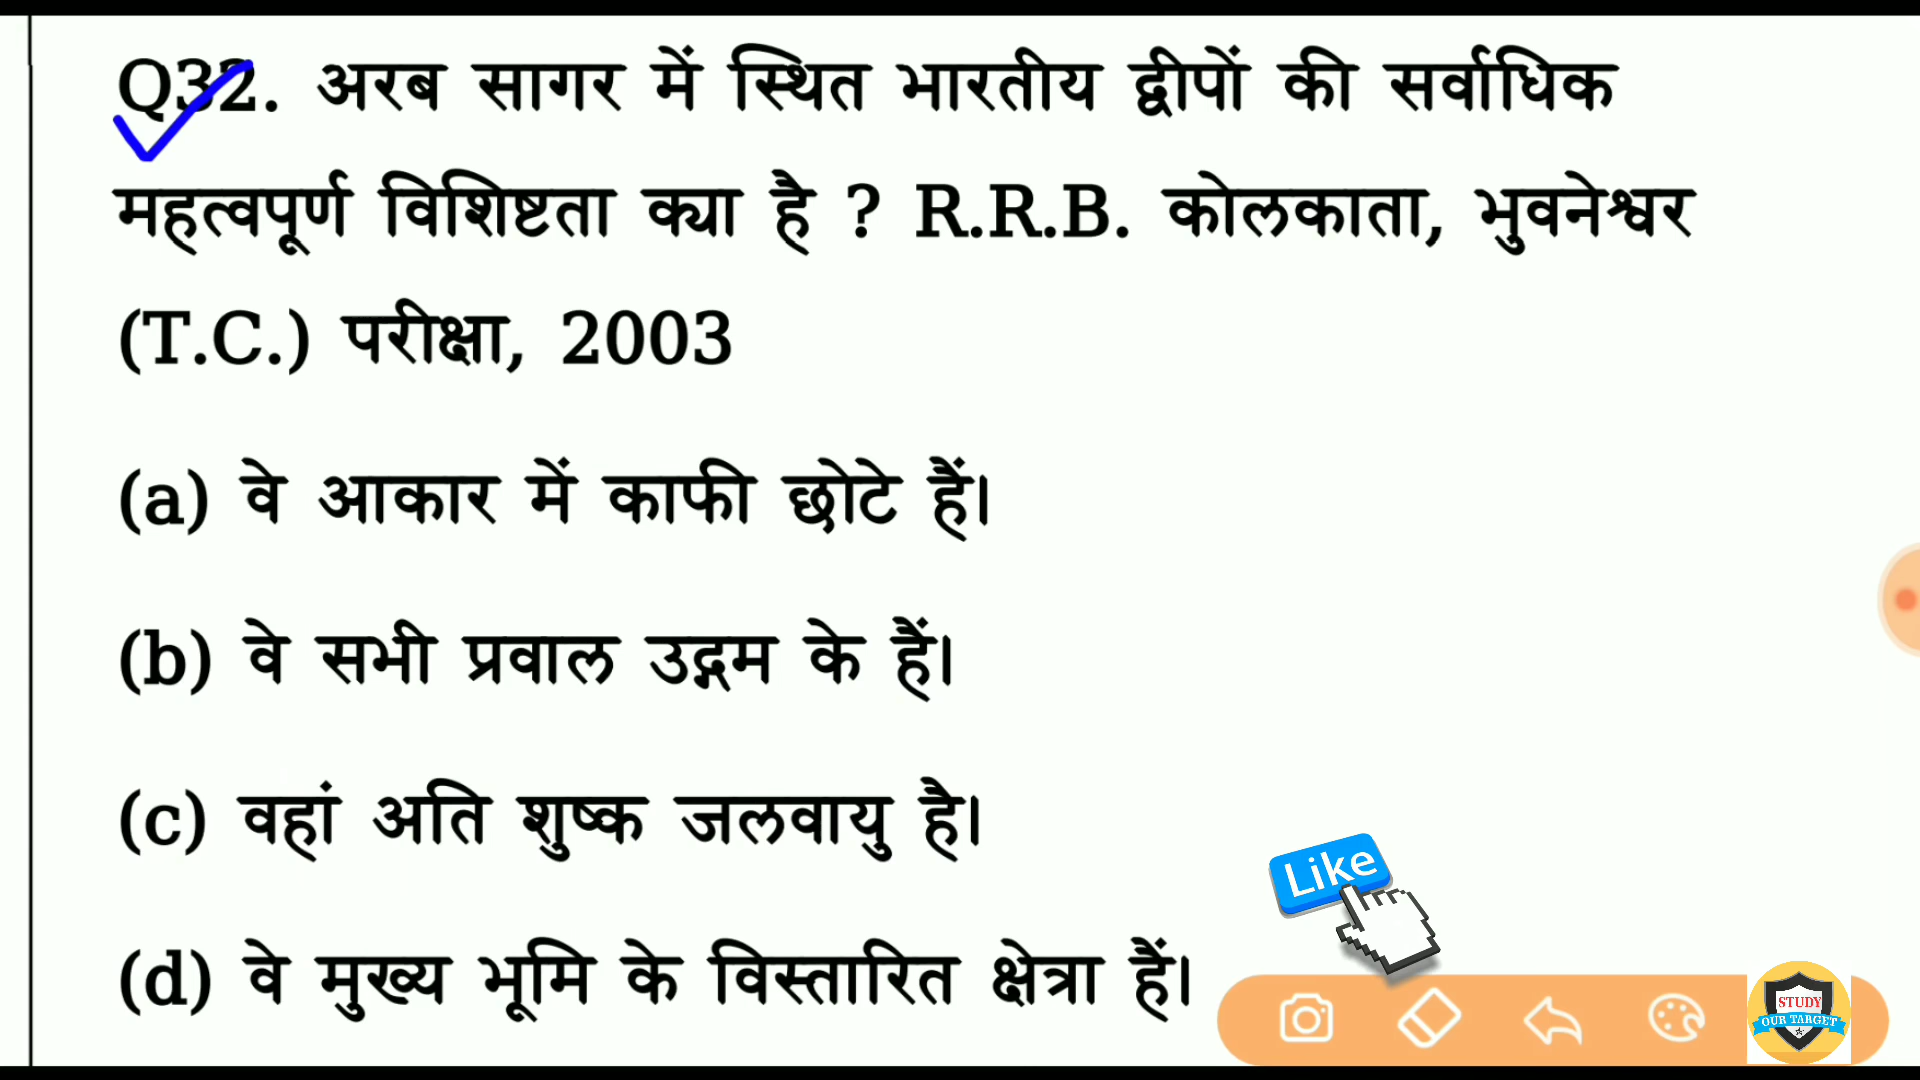 Q32. अरब सागर में स्थित भारतीय द्वीपों की सर्वाधिक
महत्वपूर्ण विशिष्टता क्या है ? R.R.B. कोलकाता, भुवनेश्वर
(T.C.) परीक्षा, 2003
(a) वे आकार में काफी छोटे हैं।
(b) वे सभी प्रवाल उद्गम के हैं।
(c) वहां अति शुष्क जलवायु है।
(d) वे मुख्य भूमि के विस्तारित क्षेत्रा हैं।
Like
STUDY
OUR TARGET